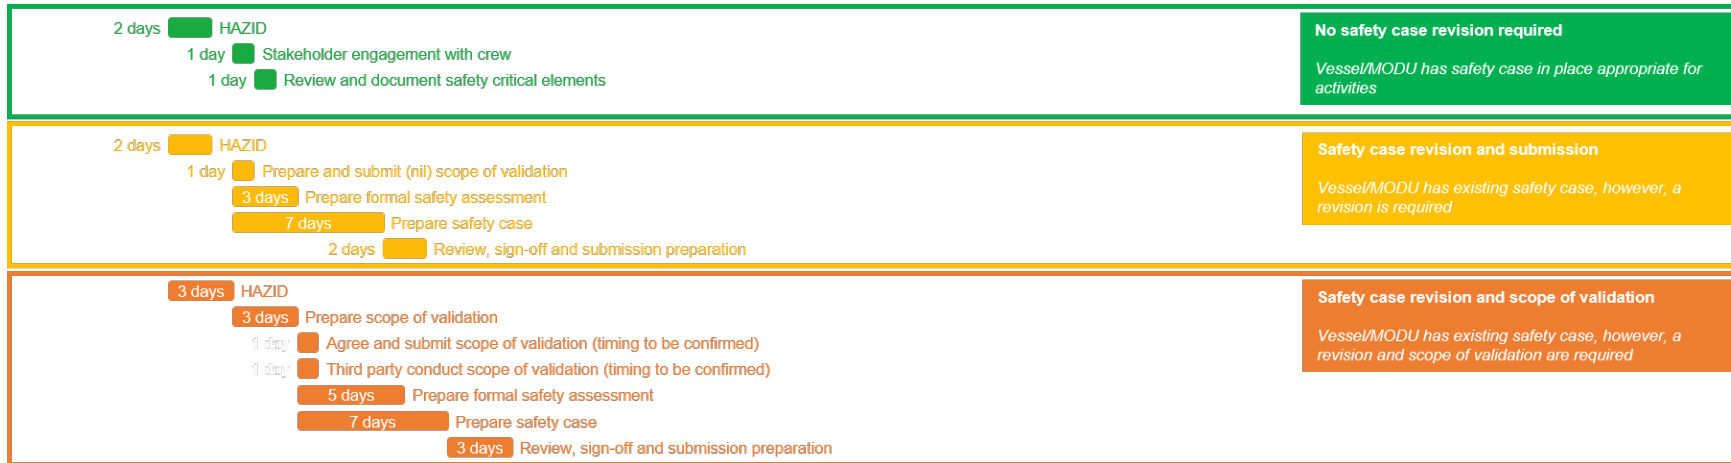 2 days HAZID
1 day Stakeholder engagement with crew
1 day Review and document safety critical elements
No safety case revision required
Vessel/MODU has safety case in place appropriate for
activities
2 days HAZID
1 day Prepare and submit (nil) scope of validation
3 days Prepare formal safety assessment
7 days Prepare safety case
2 days Review, sign-off and submission preparation
Safety case revision and submission
Vessel/MODU has existing safety case, however, a
revision is required
3 days HAZID
3 days Prepare scope of validation
1 day Agree and submit scope of validation (timing to be confirmed)
1 day Third party conduct scope of validation (timing to be confirmed)
5 days Prepare formal safety assessment
7 days Prepare safety case
3 days Review, sign-off and submission preparation
Safety case revision and scope of validation
Vessel/MODU has existing safety case, however, a
revision and scope of validation are required